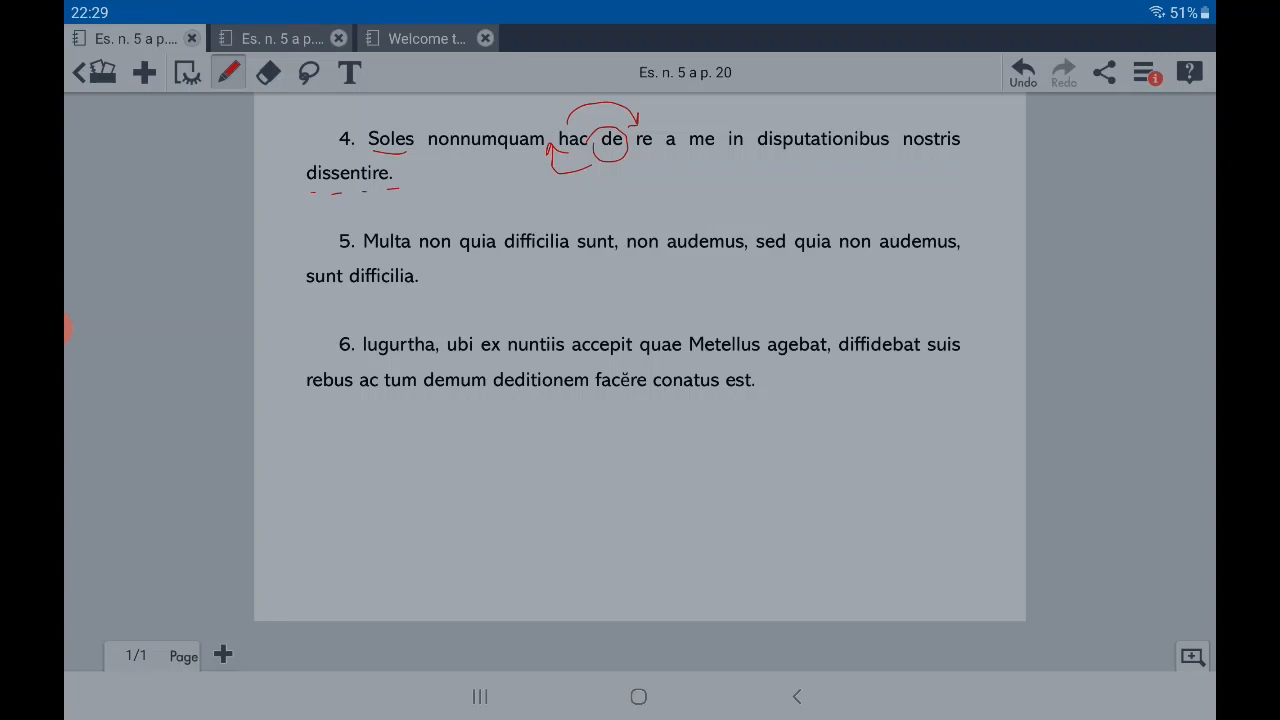 22:29
51%
Es. n. 5 a p....
Es. n. 5 a p....
Welcome t...
Es. n. 5 a p. 20
Undo
Redo
4. Soles nonnumquam hac de re a me in disputationibus nostris
dissentire.
5. Multa non quia difficilia sunt, non audemus, sed quia non audemus,
sunt difficilia.
6. Iugurtha, ubi ex nuntiis accepit quae Metellus agebat, diffidebat suis
rebus ac tum demum deditionem facĕre conatus est.
1/1 Page